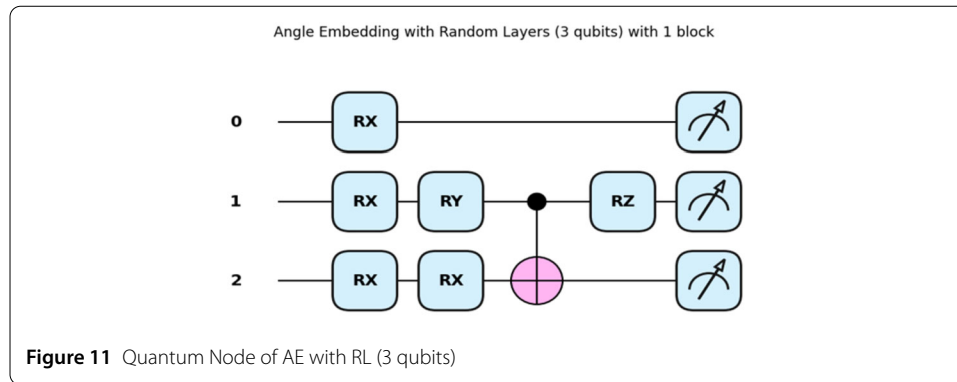 Angle Embedding with Random Layers (3 qubits) with 1 block
0 RX
1 RX RY RZ
2 RX RX
Figure 11 Quantum Node of AE with RL (3 qubits)